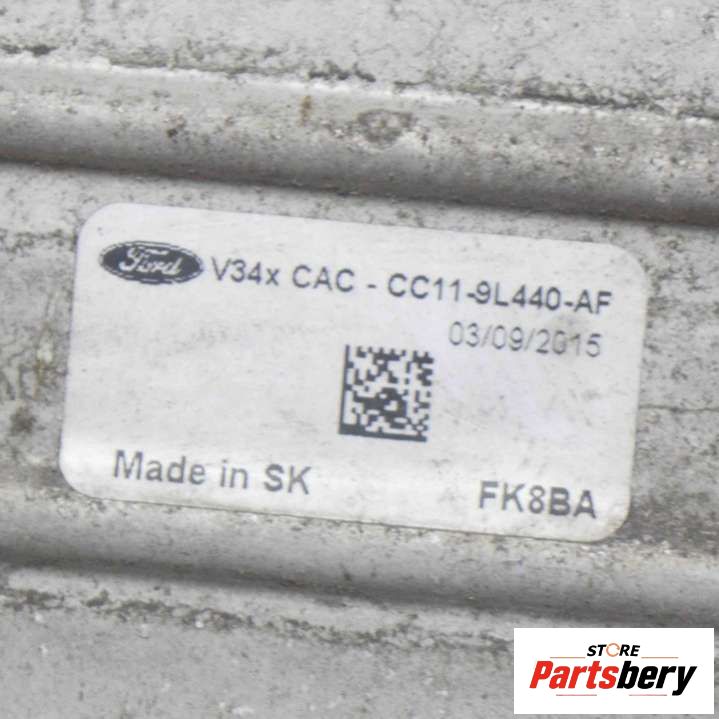 Ford V34x CAC - CC11-9L440-AF
03/09/2015
Made in SK
FK8BA
STORE
Partsbery